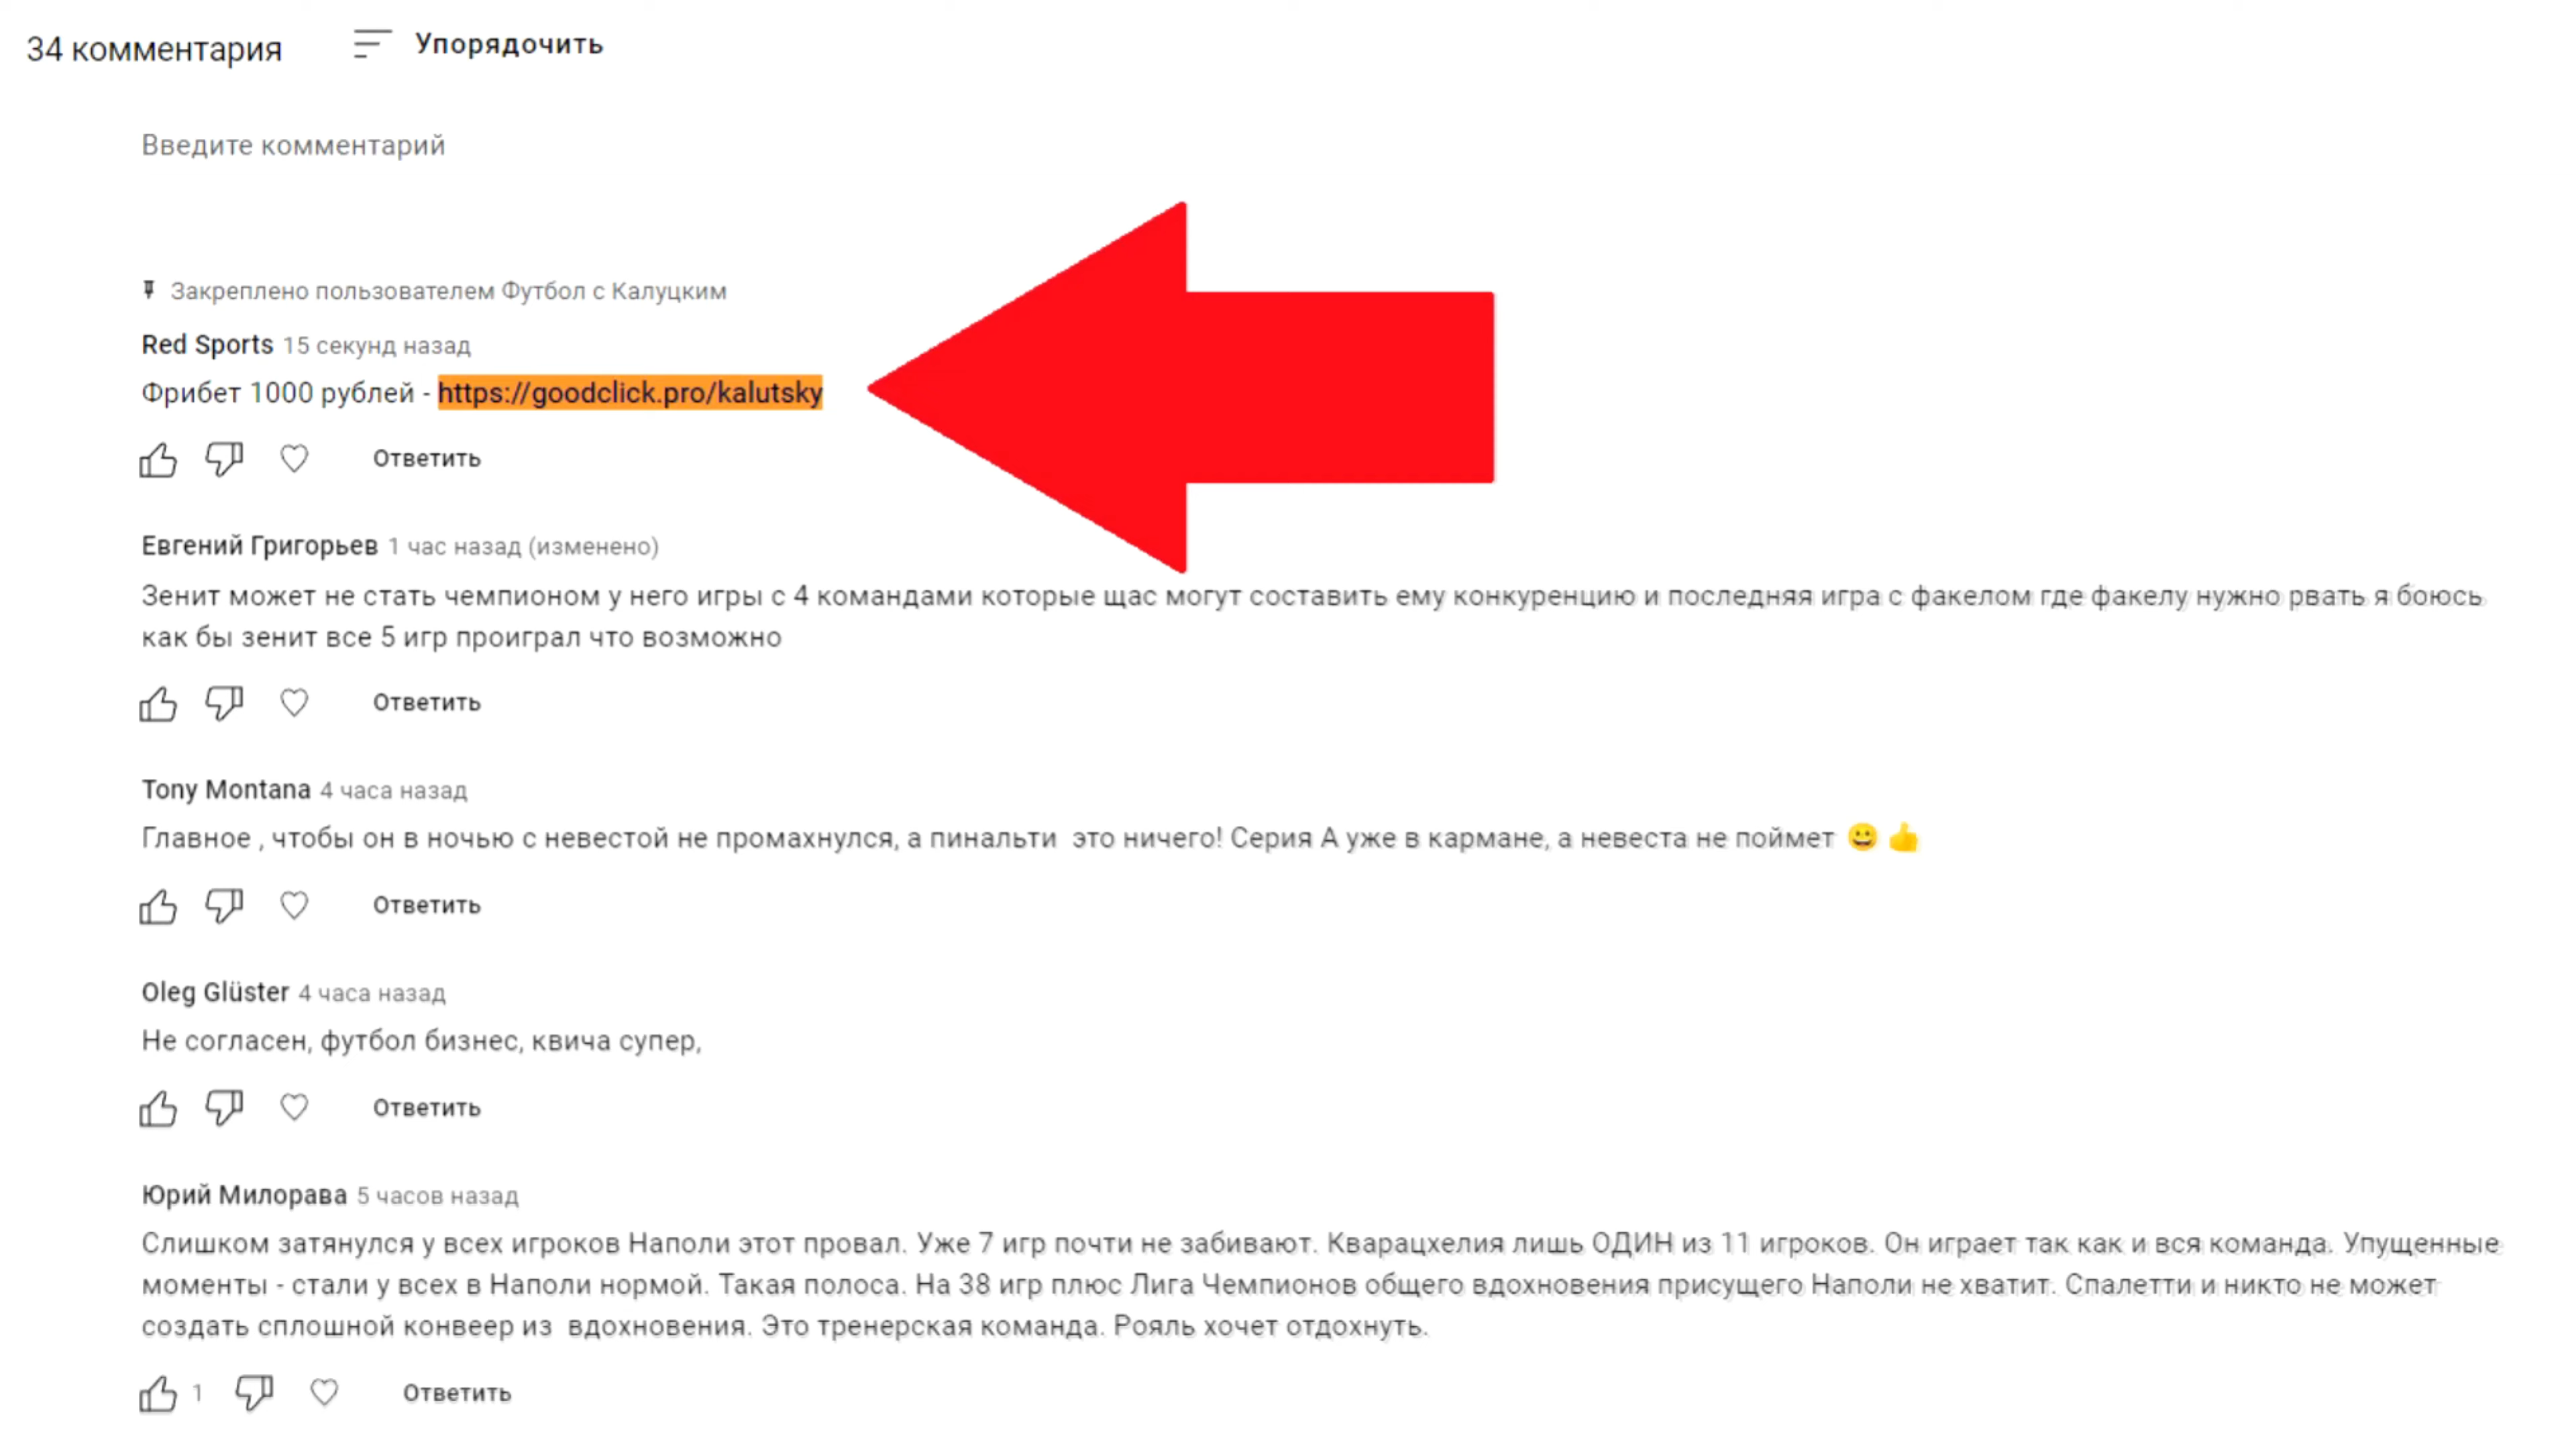 34 комментария
Упорядочить
Введите комментарий
Закреплено пользователем Футбол с Калуцким
Red Sports 15 секунд назад
Фрибет 1000 рублей - https://goodclick.pro/kalutsky
Ответить
Евгений Григорьев 1 час назад (изменено)
Зенит может не стать чемпионом у него игры с 4 командами которые щас могут составить ему конкуренцию и последняя игра с факелом где факелу нужно рвать я боюсь
как бы зенит все 5 игр проиграл что возможно
Ответить
Tony Montana 4 часа назад
Главное , чтобы он в ночью с невестой не промахнулся, а пинальти  это ничего! Серия А уже в кармане, а невеста не поймет 😀 👍
Ответить
Oleg Glüster 4 часа назад
Не согласен, футбол бизнес, квича супер,
Ответить
Юрий Милорава 5 часов назад
Слишком затянулся у всех игроков Наполи этот провал. Уже 7 игр почти не забивают. Кварацхелия лишь ОДИН из 11 игроков. Он играет так как и вся команда. Упущенные
моменты - стали у всех в Наполи нормой. Такая полоса. На 38 игр плюс Лига Чемпионов общего вдохновения присущего Наполи не хватит. Спалетти и никто не может
создать сплошной конвеер из  вдохновения. Это тренерская команда. Рояль хочет отдохнуть.
1
Ответить